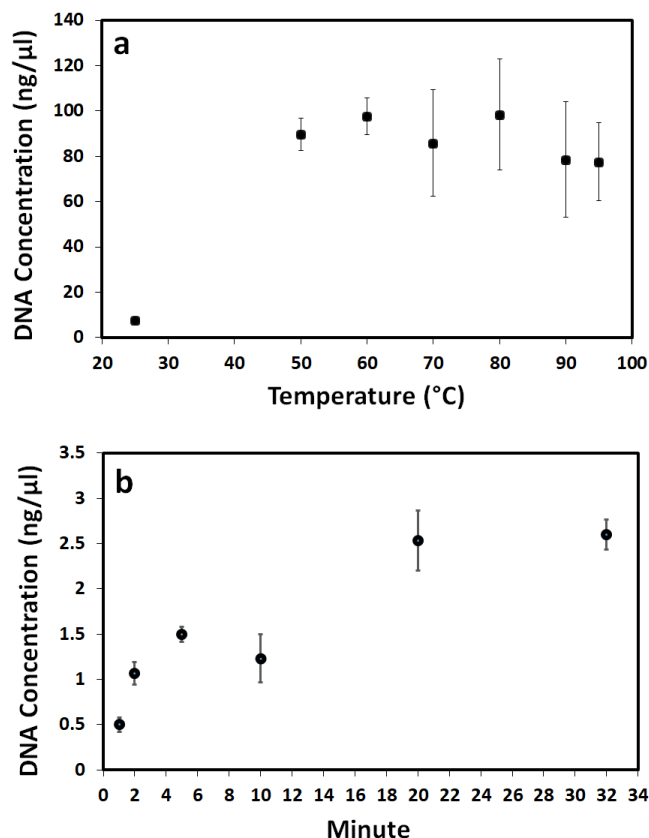 a
DNA Concentration (ng/µl)
140
120
100
80
60
40
20
0
20 30 40 50 60 70 80 90 100
Temperature (°C)
b
DNA Concentration (ng/µl)
3.5
3
2.5
2
1.5
1
0.5
0
0 2 4 6 8 10 12 14 16 18 20 22 24 26 28 30 32 34
Minute